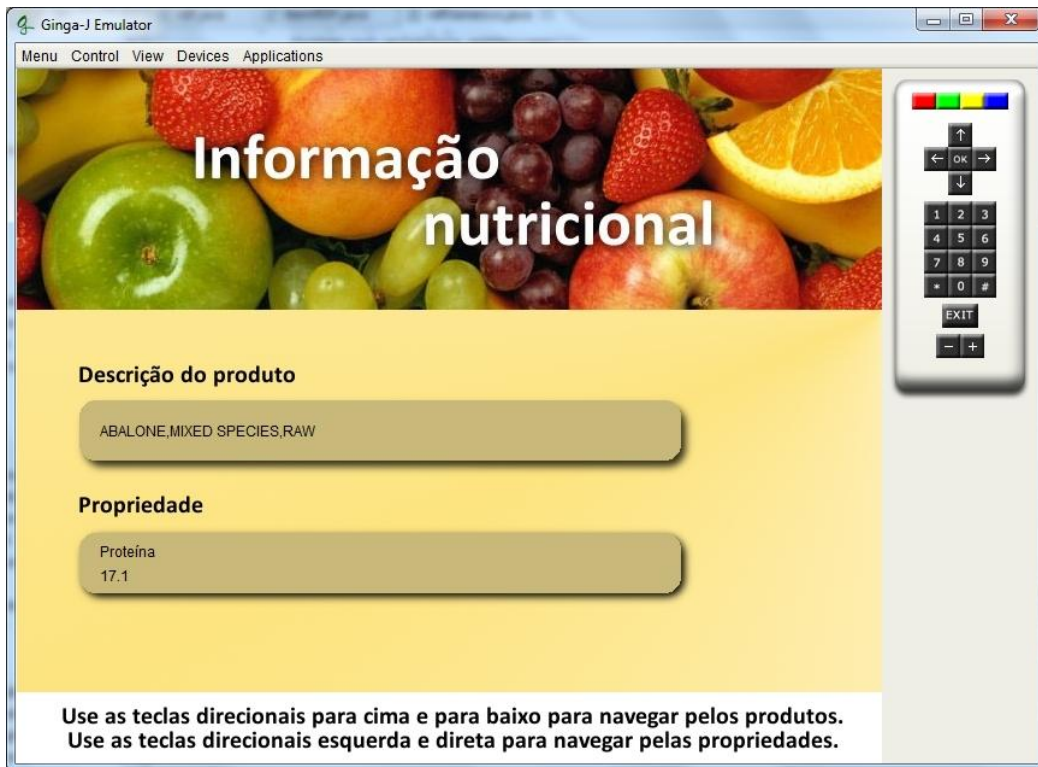 Ginga-J Emulator
Menu Control View Devices Applications
Informação
nutricional
Descrição do produto
ABALONE,MIXED SPECIES,RAW
Propriedade
Proteína
17.1
Use as teclas direcionais para cima e para baixo para navegar pelos produtos.
Use as teclas direcionais esquerda e direta para navegar pelas propriedades.
↑
← OK →
↓
1 2 3
4 5 6
7 8 9
* 0 #
EXIT
- +